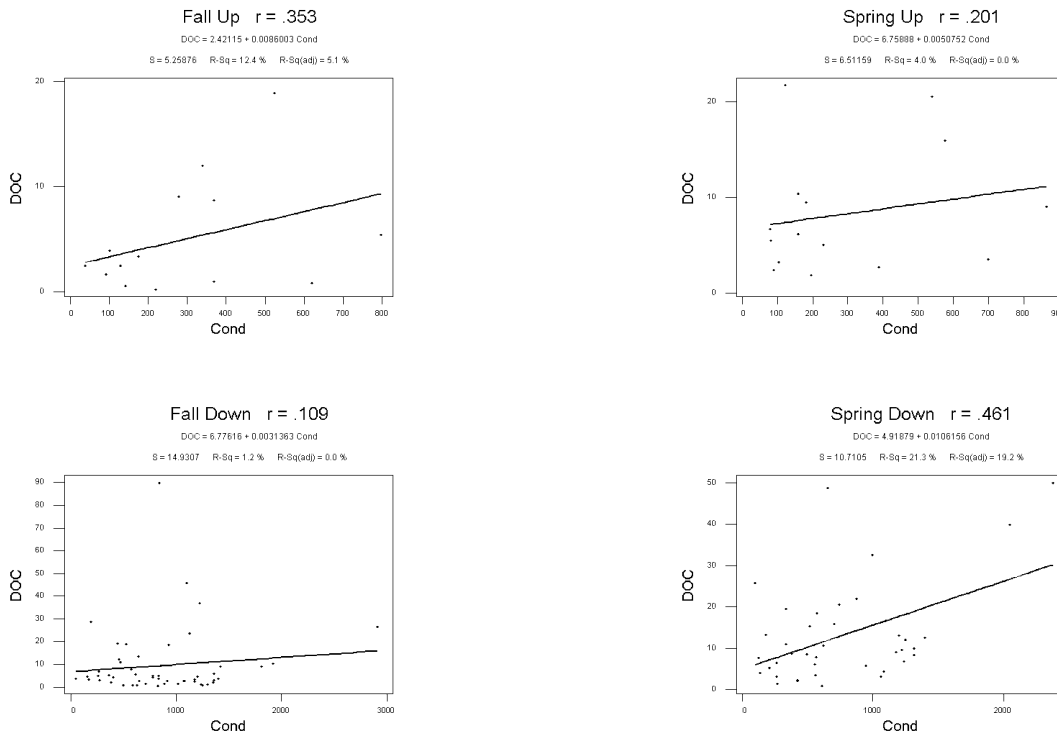 Fall Up r = .353
DOC = 2.42115 + 0.0086003 Cond
S = 5.25876 R-Sq = 12.4 % R-Sq(adj) = 5.1 %
20
10
0
DOC
0 100 200 300 400 500 600 700 800
Cond
Spring Up r = .201
DOC = 6.75888 + 0.0050752 Cond
S = 6.51159 R-Sq = 4.0 % R-Sq(adj) = 0.0 %
20
10
0
DOC
100 200 300 400 500 600 700 800 900
Cond
Fall Down r = .109
DOC = 6.77616 + 0.0031363 Cond
S = 14.9307 R-Sq = 1.2 % R-Sq(adj) = 0.0 %
90
80
70
60
50
40
30
20
10
0
DOC
0 1000 2000 3000
Cond
Spring Down r = .461
DOC = 4.91879 + 0.0106156 Cond
S = 10.7105 R-Sq = 21.3 % R-Sq(adj) = 19.2 %
50
40
30
20
10
0
DOC
0 1000 2000
Cond